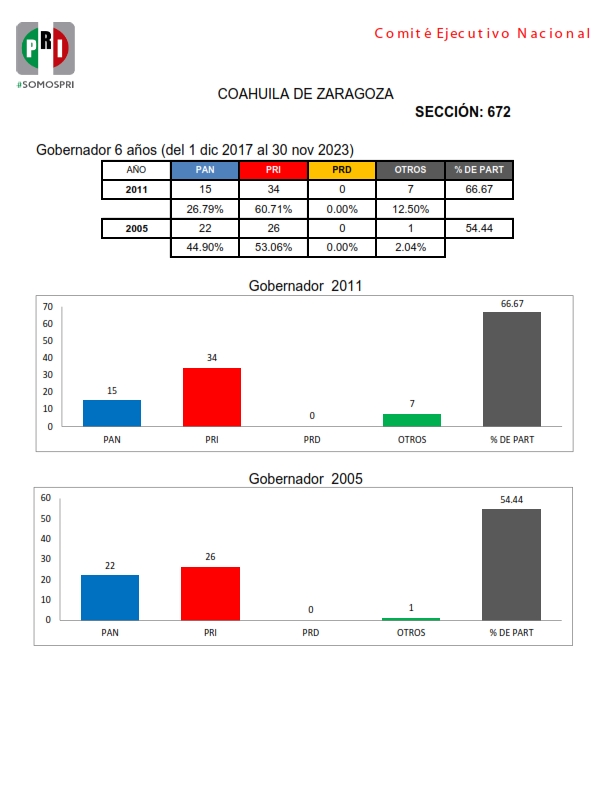 PRI
#SOMOSPRI
Comité Ejecutivo Nacional
COAHUILA DE ZARAGOZA
SECCIÓN: 672
Gobernador 6 años (del 1 dic 2017 al 30 nov 2023)
AÑO PAN PRI PRD OTROS % DE PART
2011 15 34 0 7 66.67
26.79% 60.71% 0.00% 12.50%
2005 22 26 0 1 54.44
44.90% 53.06% 0.00% 2.04%
Gobernador 2011
70
60
50
40
30
20
10
0
15
34
0
7
66.67
PAN PRI PRD OTROS % DE PART
Gobernador 2005
60
50
40
30
20
10
0
22
26
0
1
54.44
PAN PRI PRD OTROS % DE PART